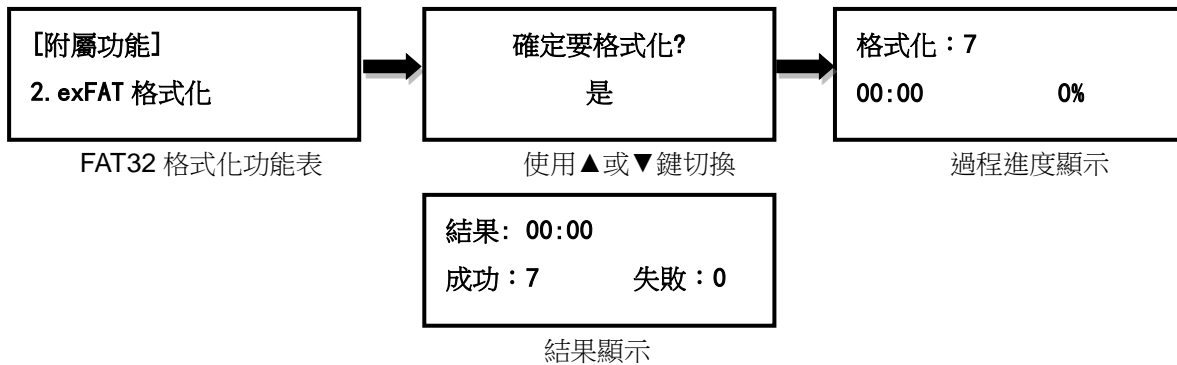 [附屬功能]
2. exFAT 格式化
FAT32 格式化功能表
確定要格式化?
是
使用▲或▼鍵切換
格式化：7
00:00 0%
過程進度顯示
結果: 00:00
成功：7 失敗：0
結果顯示